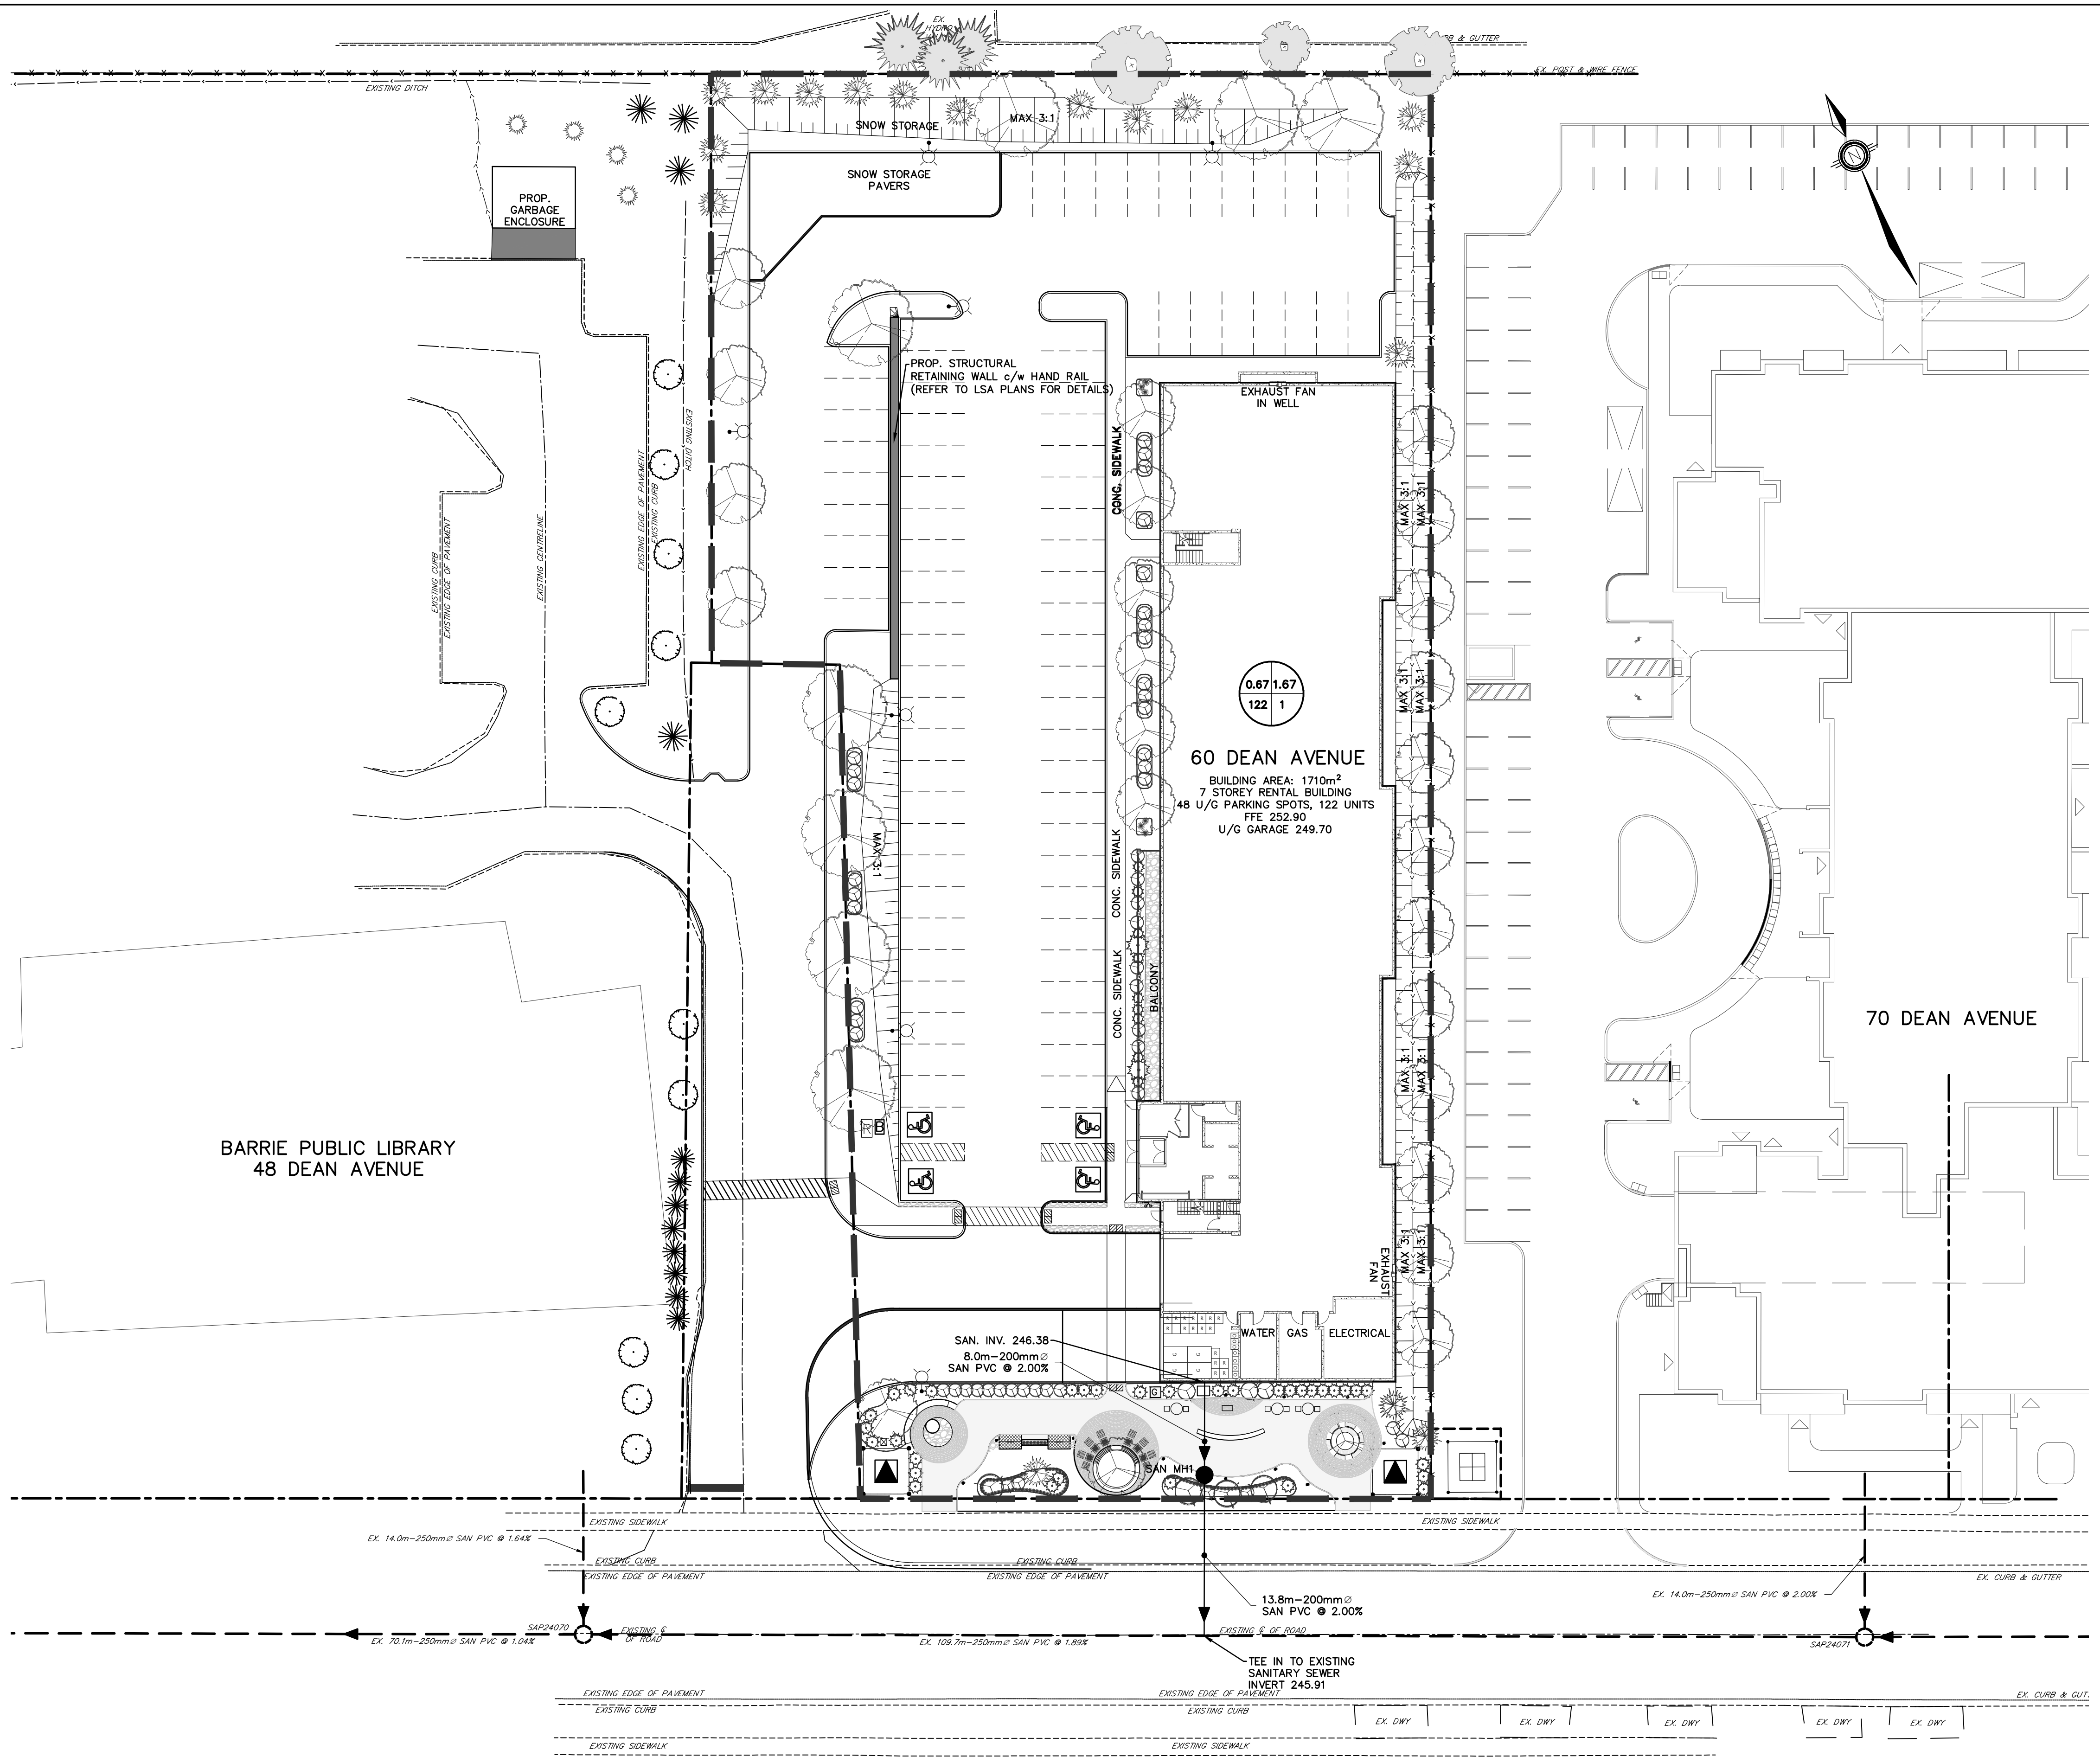 EX.
HYDRO
CURB & GUTTER
EX. POST & WIRE FENCE
EXISTING DITCH
SNOW STORAGE
MAX 3:1
N
SNOW STORAGE
PAVERS
PROP.
GARBAGE
ENCLOSURE
PROP. STRUCTURAL
RETAINING WALL c/w HAND RAIL
(REFER TO LSA PLANS FOR DETAILS)
EXHAUST FAN
IN WELL
EXISTING DITCH
CONC. SIDEWALK
EXISTING EDGE OF PAVEMENT
EXISTING CURB
EXISTING CURB
EXISTING EDGE OF PAVEMENT
EXISTING CENTRELINE
MAX 3:1
MAX 3:1
0.67 1.67
122 1
MAX 3:1
MAX 3:1
60 DEAN AVENUE
BUILDING AREA: 1710m²
7 STOREY RENTAL BUILDING
48 U/G PARKING SPOTS, 122 UNITS
FFE 252.90
U/G GARAGE 249.70
MAX 3:1
CONC. SIDEWALK
CONC. SIDEWALK
BALCONY
70 DEAN AVENUE
MAX 3:1
MAX 3:1
R
B
BARRIE PUBLIC LIBRARY
48 DEAN AVENUE
MAX 3:1
MAX 3:1
EXHAUST
FAN
WATER
GAS
ELECTRICAL
SAN. INV. 246.38
8.0m-200mm∅
SAN PVC @ 2.00%
G
SAN MH1
EXISTING SIDEWALK
EXISTING SIDEWALK
EX. 14.0m-250mm∅ SAN PVC @ 1.64%
EXISTING CURB
EXISTING CURB
EXISTING EDGE OF PAVEMENT
EXISTING EDGE OF PAVEMENT
EX. CURB & GUTTER
EX. 14.0m-250mm∅ SAN PVC @ 2.00%
13.8m-200mm∅
SAN PVC @ 2.00%
SAP24070
EXISTING ℄
OF ROAD
EXISTING ℄ OF ROAD
EX. 70.1m-250mm∅ SAN PVC @ 1.04%
EX. 109.7m-250mm∅ SAN PVC @ 1.89%
SAP24071
TEE IN TO EXISTING
SANITARY SEWER
INVERT 245.91
EXISTING EDGE OF PAVEMENT
EXISTING EDGE OF PAVEMENT
EX. CURB & GUT
EXISTING CURB
EXISTING CURB
EX. DWY
EX. DWY
EX. DWY
EX. DWY
EX. DWY
EXISTING SIDEWALK
EXISTING SIDEWALK